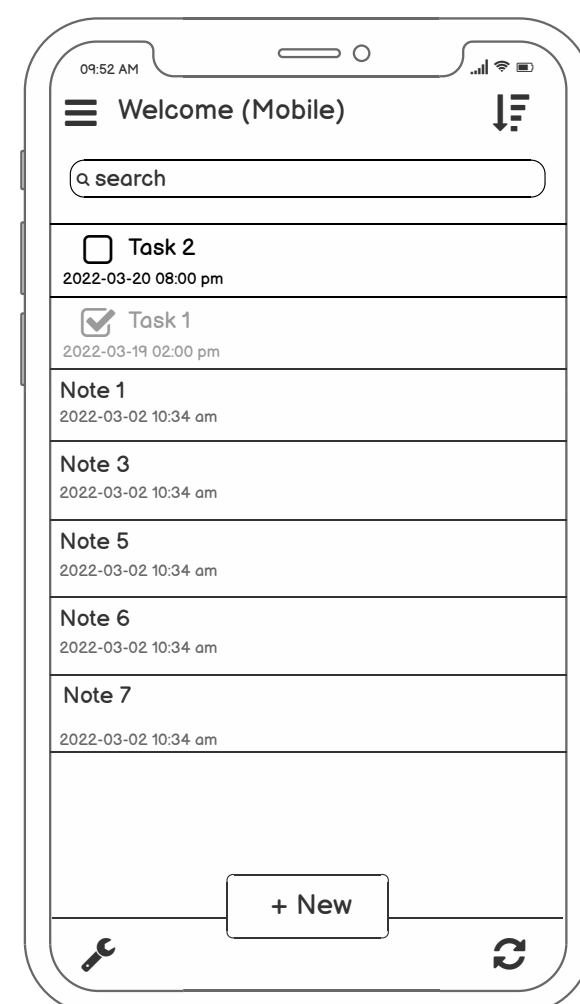 09:52 AM
Welcome (Mobile)
search
Task 2
2022-03-20 08:00 pm
Task 1
2022-03-19 02:00 pm
Note 1
2022-03-02 10:34 am
Note 3
2022-03-02 10:34 am
Note 5
2022-03-02 10:34 am
Note 6
2022-03-02 10:34 am
Note 7
2022-03-02 10:34 am
+ New